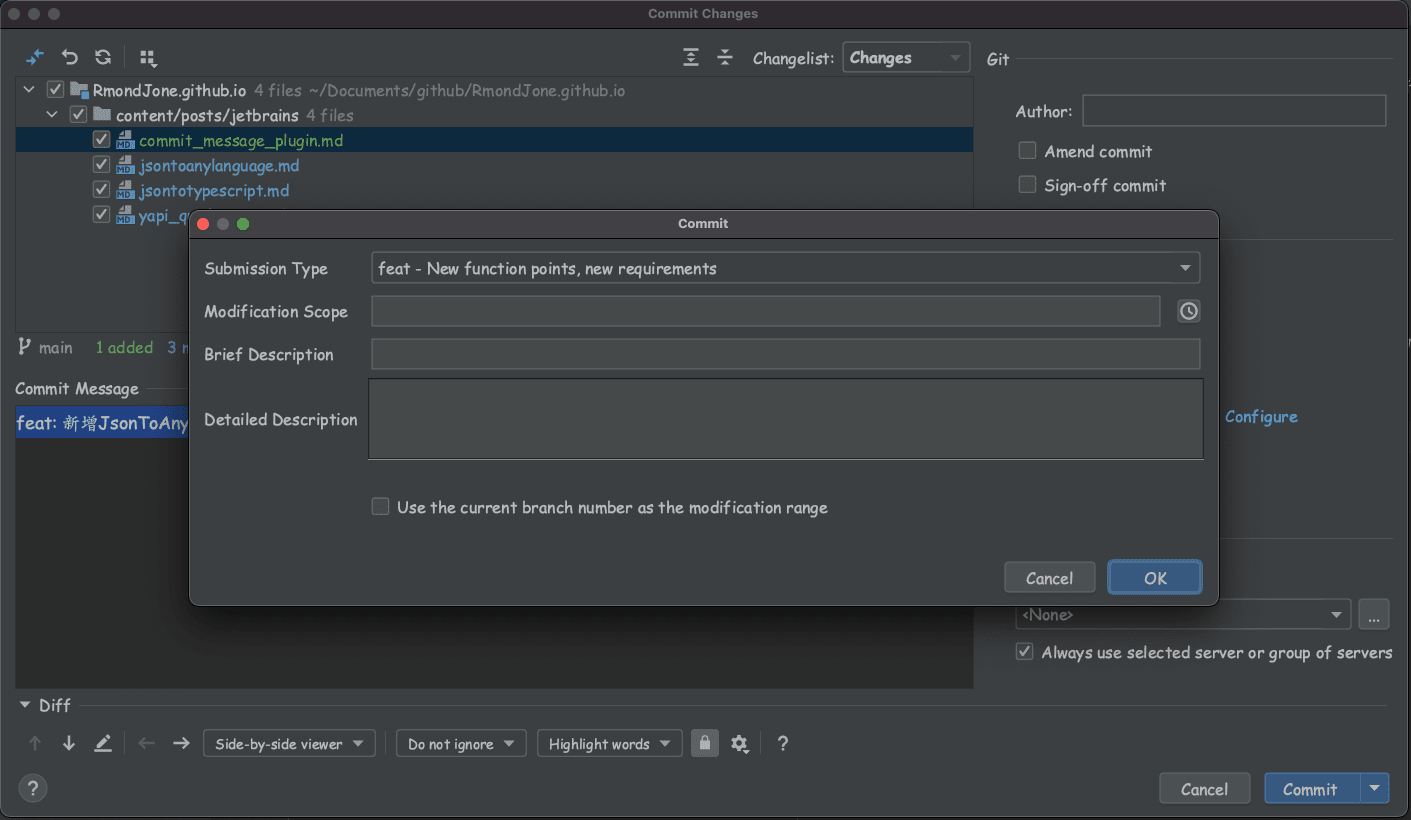 Commit Changes
Changelist: Changes
Git
RmondJone.github.io 4 files ~/Documents/github/RmondJone.github.io
content/posts/jetbrains 4 files
commit_message_plugin.md
jsontoanylanguage.md
jsontotypescript.md
Author:
Amend commit
Sign-off commit
main 1 added 3
Commit Message
feat: 新增JsonToAny
Commit
Submission Type feat - New function points, new requirements
Modification Scope
Brief Description
Detailed Description
Use the current branch number as the modification range
Cancel OK
Configure
<None> ...
Always use selected server or group of servers
Diff
Side-by-side viewer Do not ignore Highlight words ?
? Cancel Commit